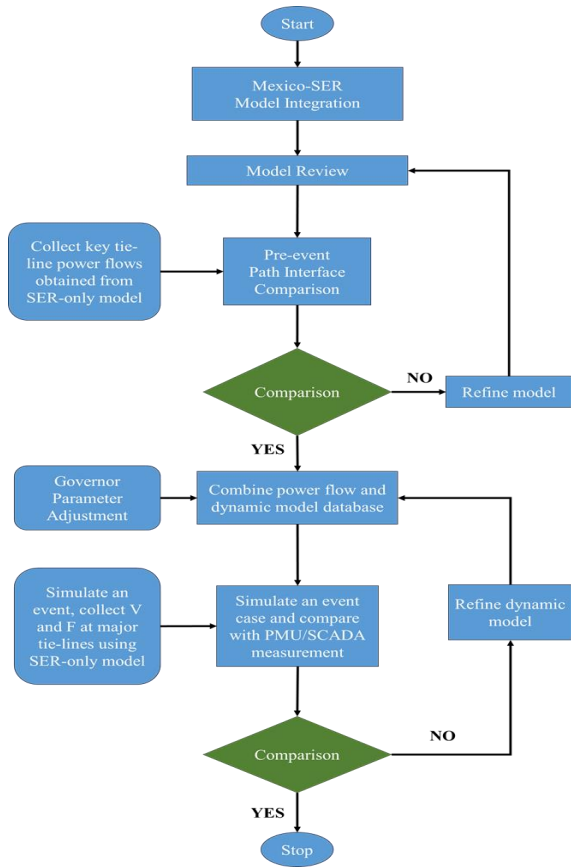 Start
Mexico-SER
Model Integration
Model Review
Collect key tie-
line power flows
obtained from
SER-only model
Pre-event
Path Interface
Comparison
Comparison
NO
Refine model
YES
Governor
Parameter
Adjustment
Combine power flow and
dynamic model database
Simulate an
event, collect V
and F at major
tie-lines using
SER-only model
Simulate an event
case and compare
with PMU/SCADA
measurement
Refine dynamic
model
Comparison
NO
YES
Stop